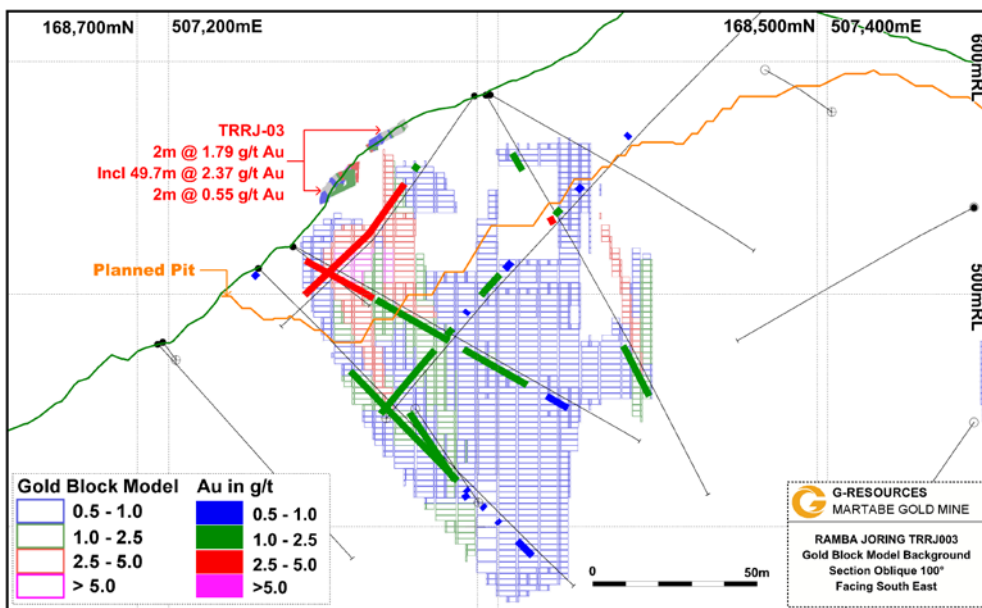 168,700mN
507,200mE
168,500mN
507,400mE
600mRL
TRRJ-03
2m @ 1.79 g/t Au
Incl 49.7m @ 2.37 g/t Au
2m @ 0.55 g/t Au
Planned Pit
500mRL
Gold Block Model
0.5 - 1.0
1.0 - 2.5
2.5 - 5.0
> 5.0
Au in g/t
0.5 - 1.0
1.0 - 2.5
2.5 - 5.0
>5.0
0
50m
G-RESOURCES
MARTABE GOLD MINE
RAMBA JORING TRRJ003
Gold Block Model Background
Section Oblique 100°
Facing South East